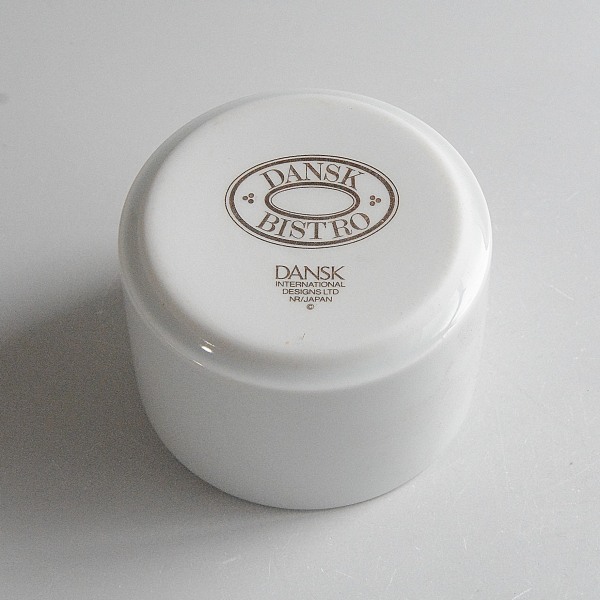 DANSK
BISTRO
DANSK
INTERNATIONAL
DESIGNS LTD
NR/JAPAN
©